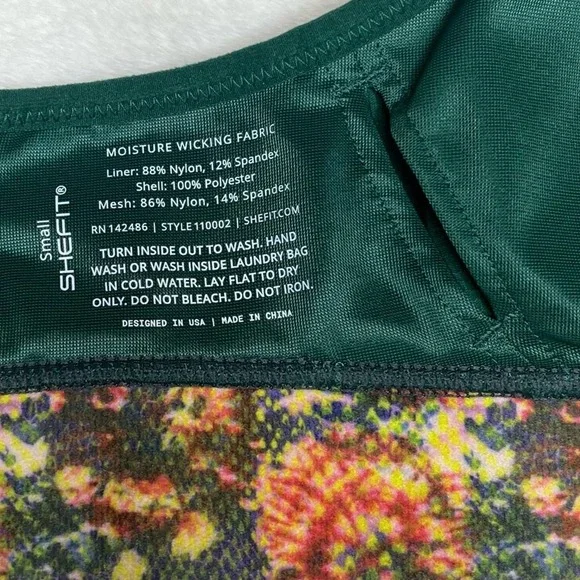 Small
SHEFIT®
MOISTURE WICKING FABRIC
Liner: 88% Nylon, 12% Spandex
Shell: 100% Polyester
Mesh: 86% Nylon, 14% Spandex
RN 142486 | STYLE 110002 | SHEFIT.COM
TURN INSIDE OUT TO WASH. HAND
WASH OR WASH INSIDE LAUNDRY BAG
IN COLD WATER. LAY FLAT TO DRY
ONLY. DO NOT BLEACH. DO NOT IRON.
DESIGNED IN USA | MADE IN CHINA